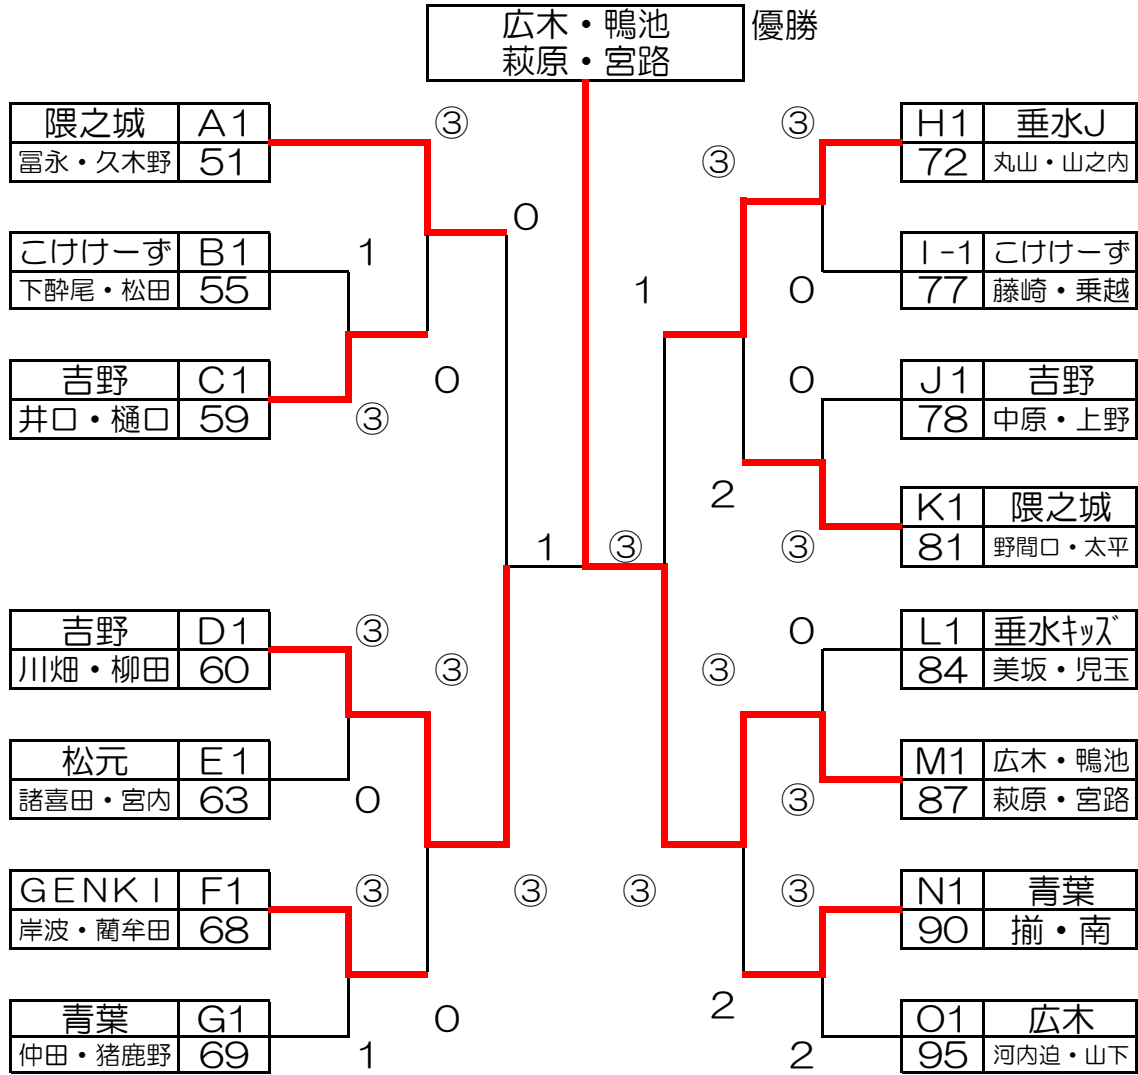 広木・鴨池 優勝
萩原・宮路
隈之城 A1
冨永・久木野 51
③
0
こけけーず B1
下酔尾・松田 55
1
吉野 C1
井口・樋口 59
③
0
吉野 D1
川畑・柳田 60
③
③
松元 E1
諸喜田・宮内 63
0
GENKI F1
岸波・藺牟田 68
③
③
青葉 G1
仲田・猪鹿野 69
1
0
1
③
③
③
H1 垂水J
72 丸山・山之内
1
0
I-1 こけけーず
77 藤崎・乗越
0
J1 吉野
78 中原・上野
2
③
K1 隈之城
81 野間口・太平
0
L1 垂水ｷｯｽﾞ
84 美坂・児玉
③
③
M1 広木・鴨池
87 萩原・宮路
③
③
N1 青葉
90 揃・南
2
2
O1 広木
95 河内迫・山下